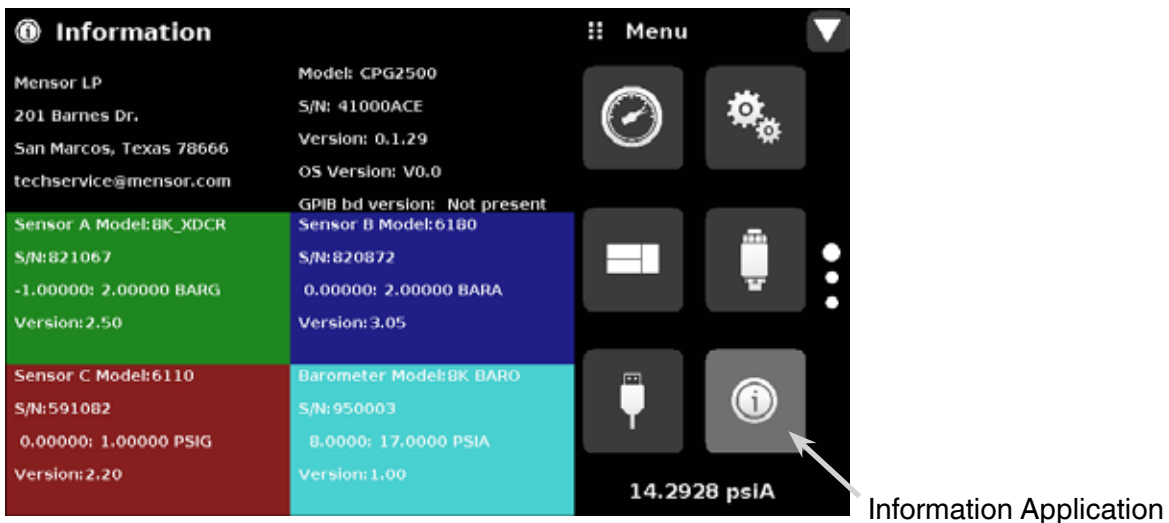 Information
Mensor LP
201 Barnes Dr.
San Marcos, Texas 78666
techservice@mensor.com
Model: CPG2500
S/N: 41000ACE
Version: 0.1.29
OS Version: V0.0
GPIB bd version: Not present
Sensor A Model:8K_XDCR
S/N:821067
-1.00000: 2.00000 BARG
Version:2.50
Sensor B Model:6180
S/N:820872
0.00000: 2.00000 BARA
Version:3.05
Sensor C Model:6110
S/N:591082
0.00000: 1.00000 PSIG
Version:2.20
Barometer Model:8K BARO
S/N:950003
8.0000: 17.0000 PSIA
Version:1.00
Menu
14.2928 psiA
Information Application